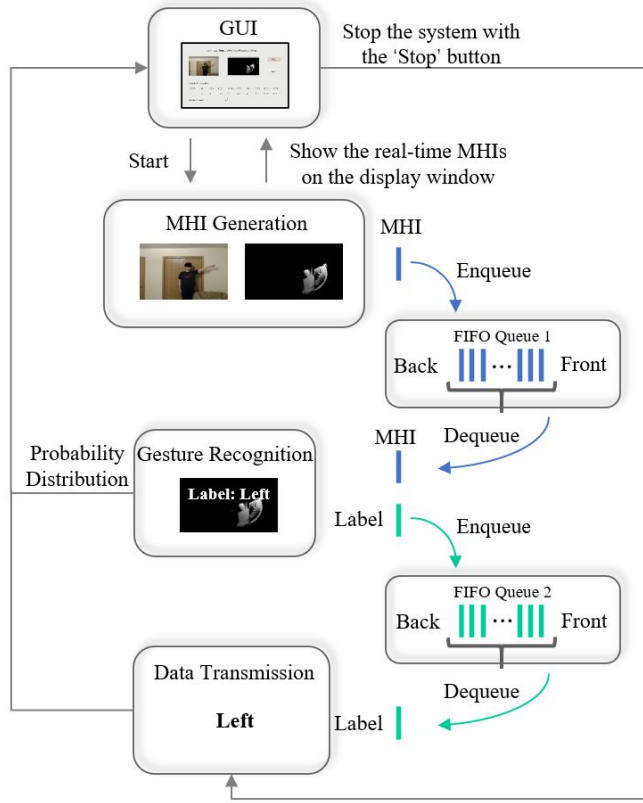 GUI
Stop the system with
the ‘Stop’ button
Start
Show the real-time MHIs
on the display window
MHI Generation
MHI
Enqueue
FIFO Queue 1
Back
...
Front
Dequeue
MHI
Probability
Distribution
Gesture Recognition
Label: Left
Label
Enqueue
FIFO Queue 2
Back
...
Front
Dequeue
Data Transmission
Left
Label